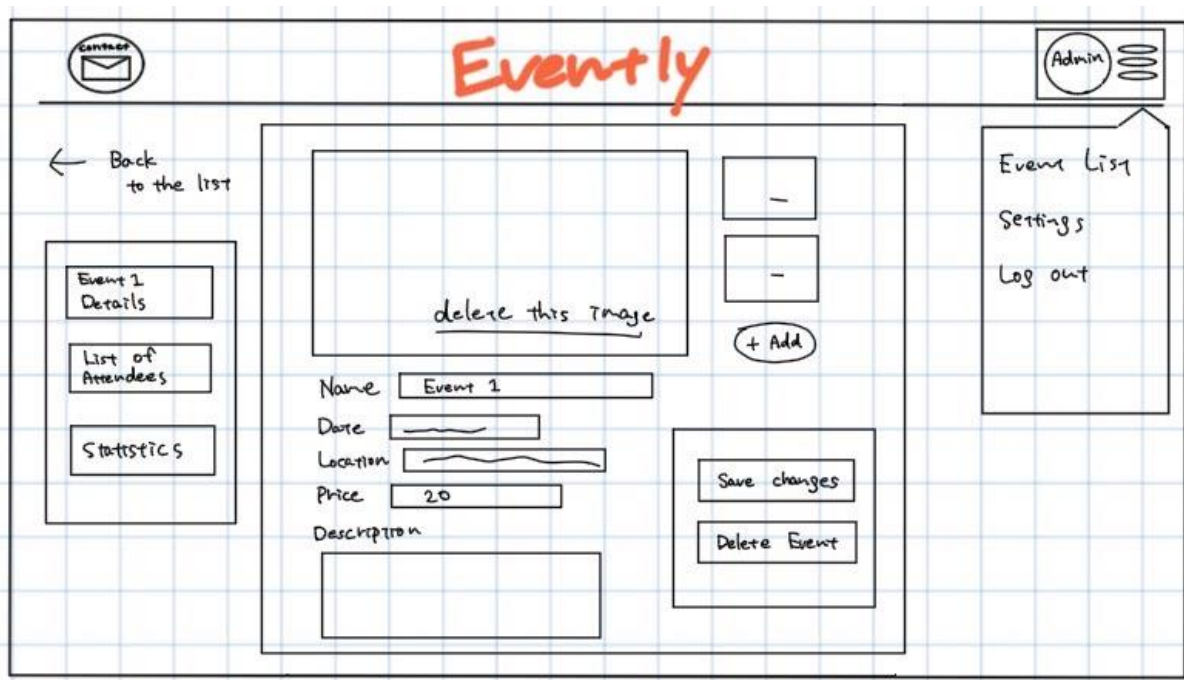 contact
Evently
Admin
Back
to the list
Event List
Settings
Log out
Event 1
Details
List of
Attendees
Statistics
delete this image
+ Add
Name Event 1
Date
Location
Price 20
Description
Save changes
Delete Event